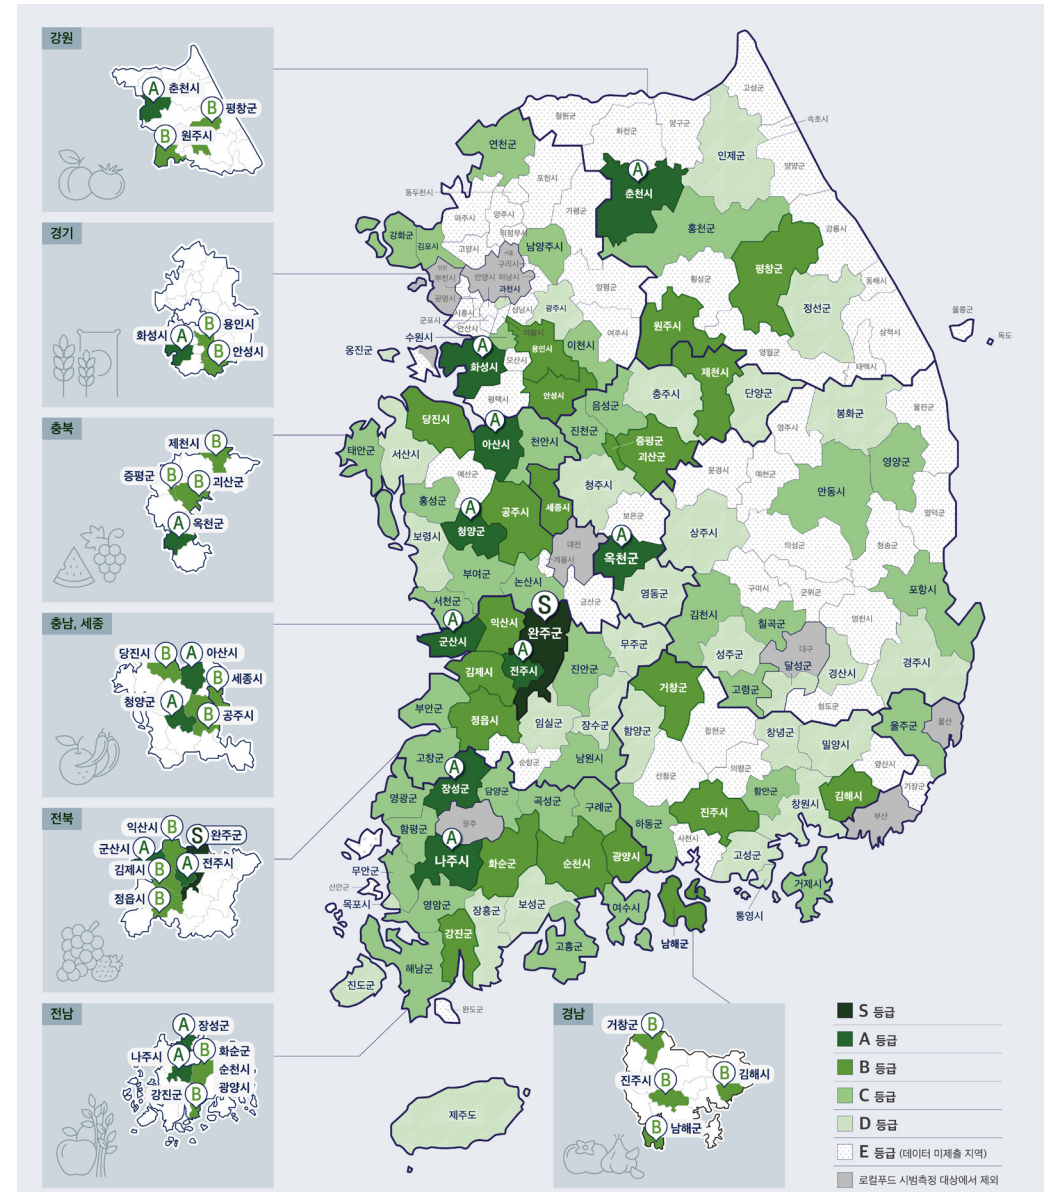 강원
A 춘천시
B 평창군
B 원주시
경기
화성시 A
B 용인시
B 안성시
충북
제천시 B
증평군 B
B 괴산군
A 옥천군
충남, 세종
당진시 B
A 아산시
B 세종시
청양군 A
B 공주시
전북
익산시 B
S 완주군
군산시 A
A 전주시
김제시 B
정읍시 B
전남
A 장성군
나주시 A
B 화순군
순천시
강진군 B
광양시
경남
거창군 B
진주시 B
B 김해시
B 남해군
고성군
철원군
화천군
양구군
속초시
연천군
인제군
양양군
포천시
A
춘천시
동두천시
가평군
파주시
양주시
의정부시
홍천군
강릉시
강화군
김포시
고양시
서울
구리시
남양주시
인천
부천시
안양시
하남시
과천시
광명시
양평군
횡성군
평창군
동해시
정선군
울릉군
독도
시흥시
군포시
안산시
성남시
광주시
여주시
원주시
삼척시
수원시
의왕시
용인시
이천시
영월군
태백시
옹진군
A
화성시
오산시
평택시
안성시
음성군
충주시
제천시
단양군
봉화군
울진군
당진시
A
아산시
천안시
진천군
증평군
괴산군
영주시
태안군
서산시
예산군
문경시
예천군
영양군
홍성군
청주시
안동시
A
청양군
공주시
세종시
보은군
영덕군
보령시
대전
계룡시
A
옥천군
상주시
의성군
청송군
부여군
논산시
금산군
영동군
구미시
군위군
포항시
서천군
S
완주군
김천시
칠곡군
영천시
A
군산시
익산시
A
전주시
무주군
성주군
대구
달성군
경산시
경주시
김제시
진안군
거창군
고령군
청도군
부안군
정읍시
임실군
장수군
함양군
합천군
창녕군
밀양시
울주군
울산
고창군
A
장성군
순창군
남원시
산청군
의령군
양산시
영광군
담양군
곡성군
구례군
함안군
창원시
김해시
기장군
함평군
광주
하동군
진주시
부산
A
나주시
화순군
순천시
광양시
사천시
고성군
무안군
신안군
목포시
영암군
장흥군
보성군
여수시
거제시
통영시
강진군
고흥군
남해군
해남군
진도군
완도군
제주도
S 등급
A 등급
B 등급
C 등급
D 등급
E 등급 (데이터 미제출 지역)
로컬푸드 시범측정 대상에서 제외